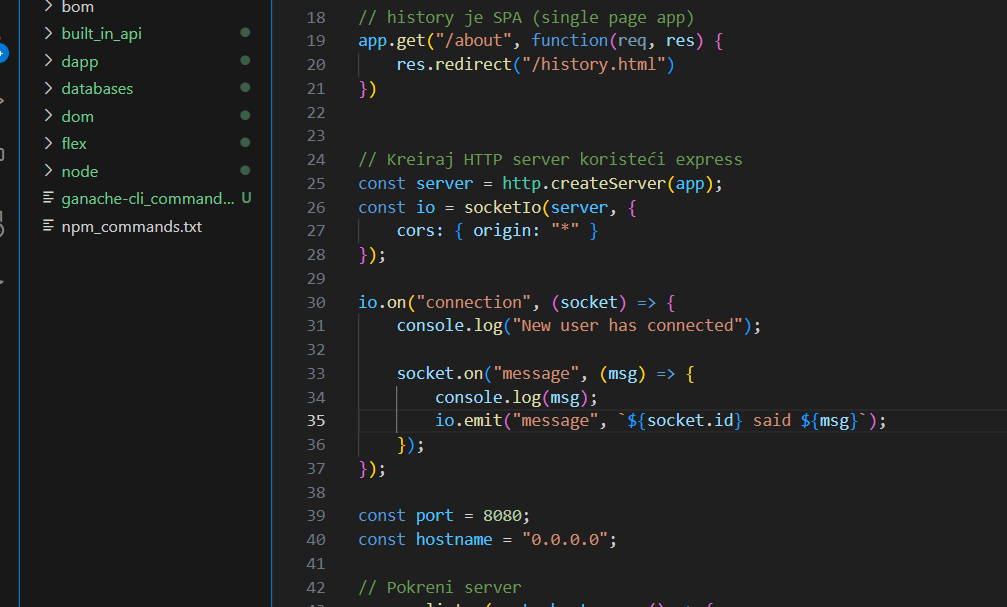 bom
built_in_api
dapp
databases
dom
flex
node
ganache-cli_command... U
npm_commands.txt
18 // history je SPA (single page app)
19 app.get("/about", function(req, res) {
20     res.redirect("/history.html")
21 })
22
23
24 // Kreiraj HTTP server koristeći express
25 const server = http.createServer(app);
26 const io = socketIo(server, {
27     cors: { origin: "*" }
28 });
29
30 io.on("connection", (socket) => {
31     console.log("New user has connected");
32
33     socket.on("message", (msg) => {
34         console.log(msg);
35         io.emit("message", `${socket.id} said ${msg}`);
36     });
37 });
38
39 const port = 8080;
40 const hostname = "0.0.0.0";
41
42 // Pokreni server